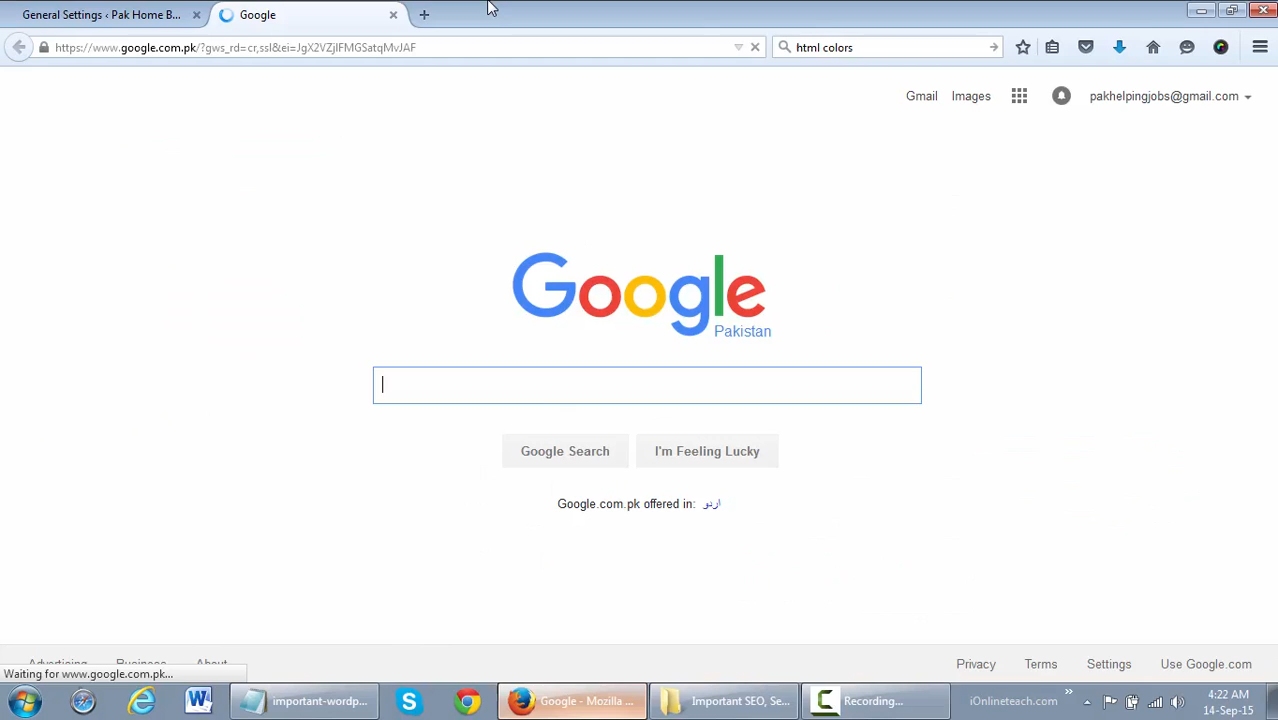 General Settings ‹ Pak Home B...
Google
https://www.google.com.pk/?gws_rd=cr,ssl&ei=JgX2VZjIFMGSatqMvJAF
html colors
Gmail
Images
pakhelpingjobs@gmail.com
Google
Pakistan
Google Search
I'm Feeling Lucky
Google.com.pk offered in: اردو
Advertising
Business
About
Privacy
Terms
Settings
Use Google.com
Waiting for www.google.com.pk...
important-wordp...
Google - Mozilla ...
Important SEO, Se...
Recording...
iOnlineteach.com
4:22 AM
14-Sep-15